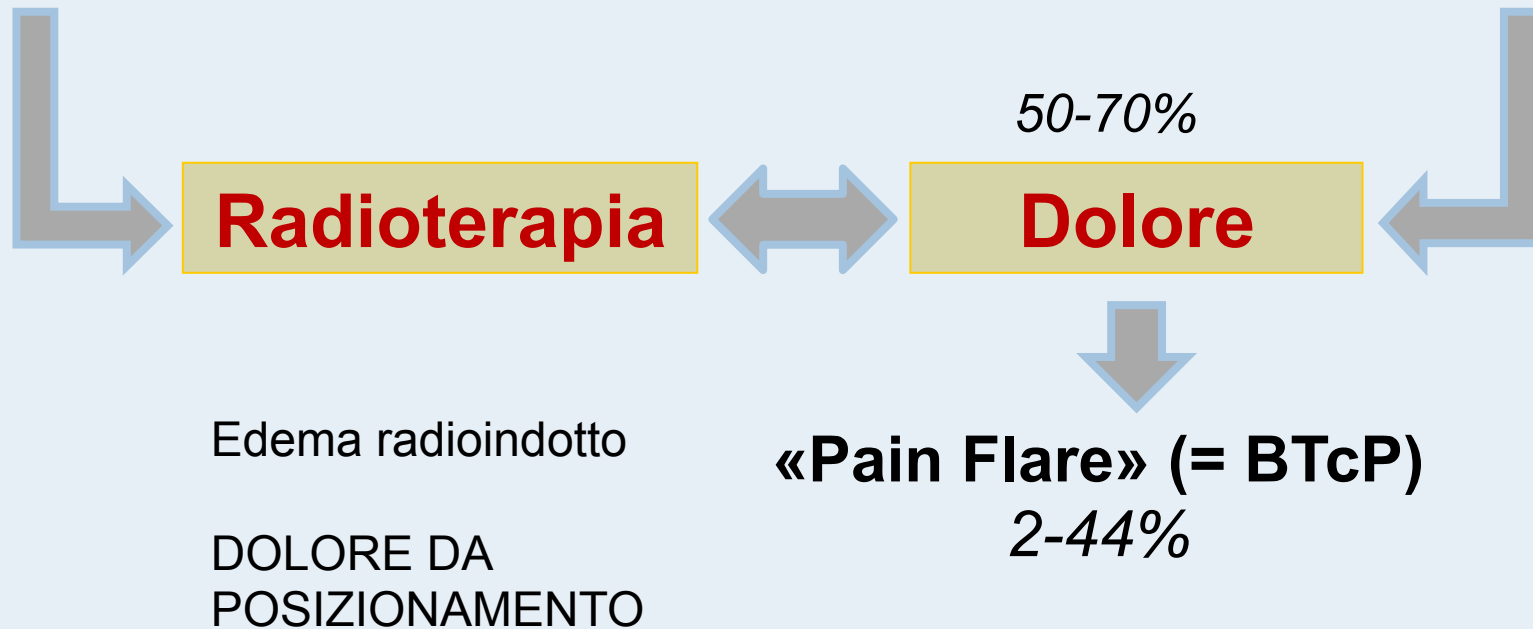 50-70%
Radioterapia
Dolore
Edema radioindotto
DOLORE DA
POSIZIONAMENTO
«Pain Flare» (= BTcP)
2-44%